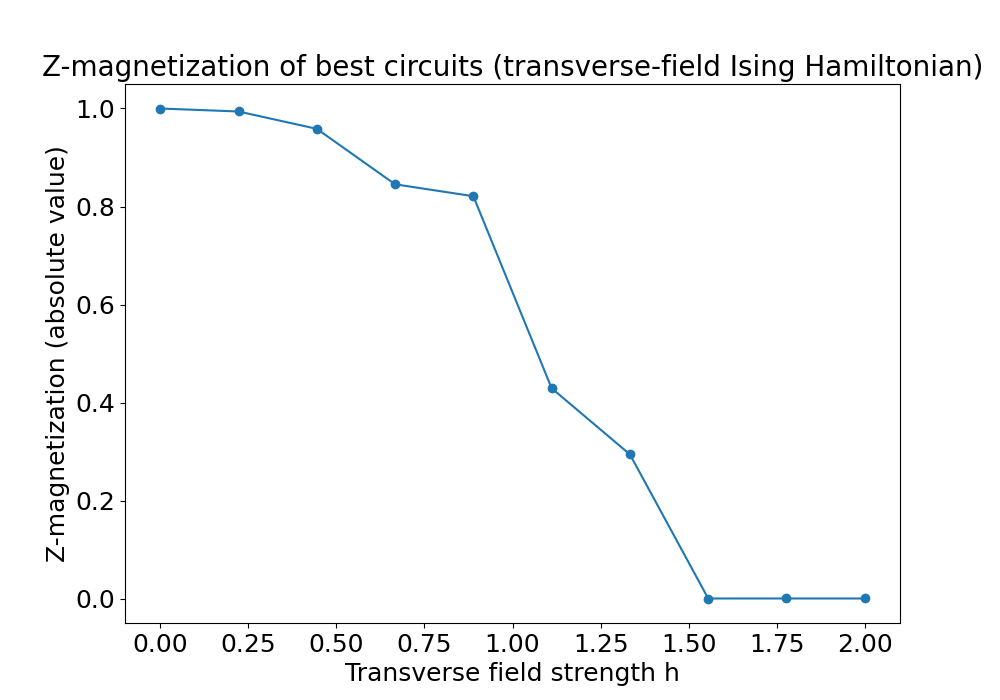 Z-magnetization of best circuits (transverse-field Ising Hamiltonian)
Z-magnetization (absolute value)
1.0
0.8
0.6
0.4
0.2
0.0
0.00 0.25 0.50 0.75 1.00 1.25 1.50 1.75 2.00
Transverse field strength h